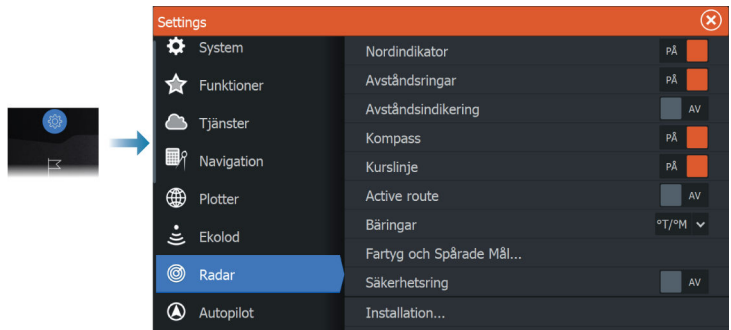 Settings
System
Funktioner
Tjänster
Navigation
Plotter
Ekolod
Radar
Autopilot
Nordindikator PÅ
Avståndsringar PÅ
Avståndsindikering AV
Kompass PÅ
Kurslinje PÅ
Active route AV
Bäringar °T/°M
Fartyg och Spårade Mål...
Säkerhetsring AV
Installation...